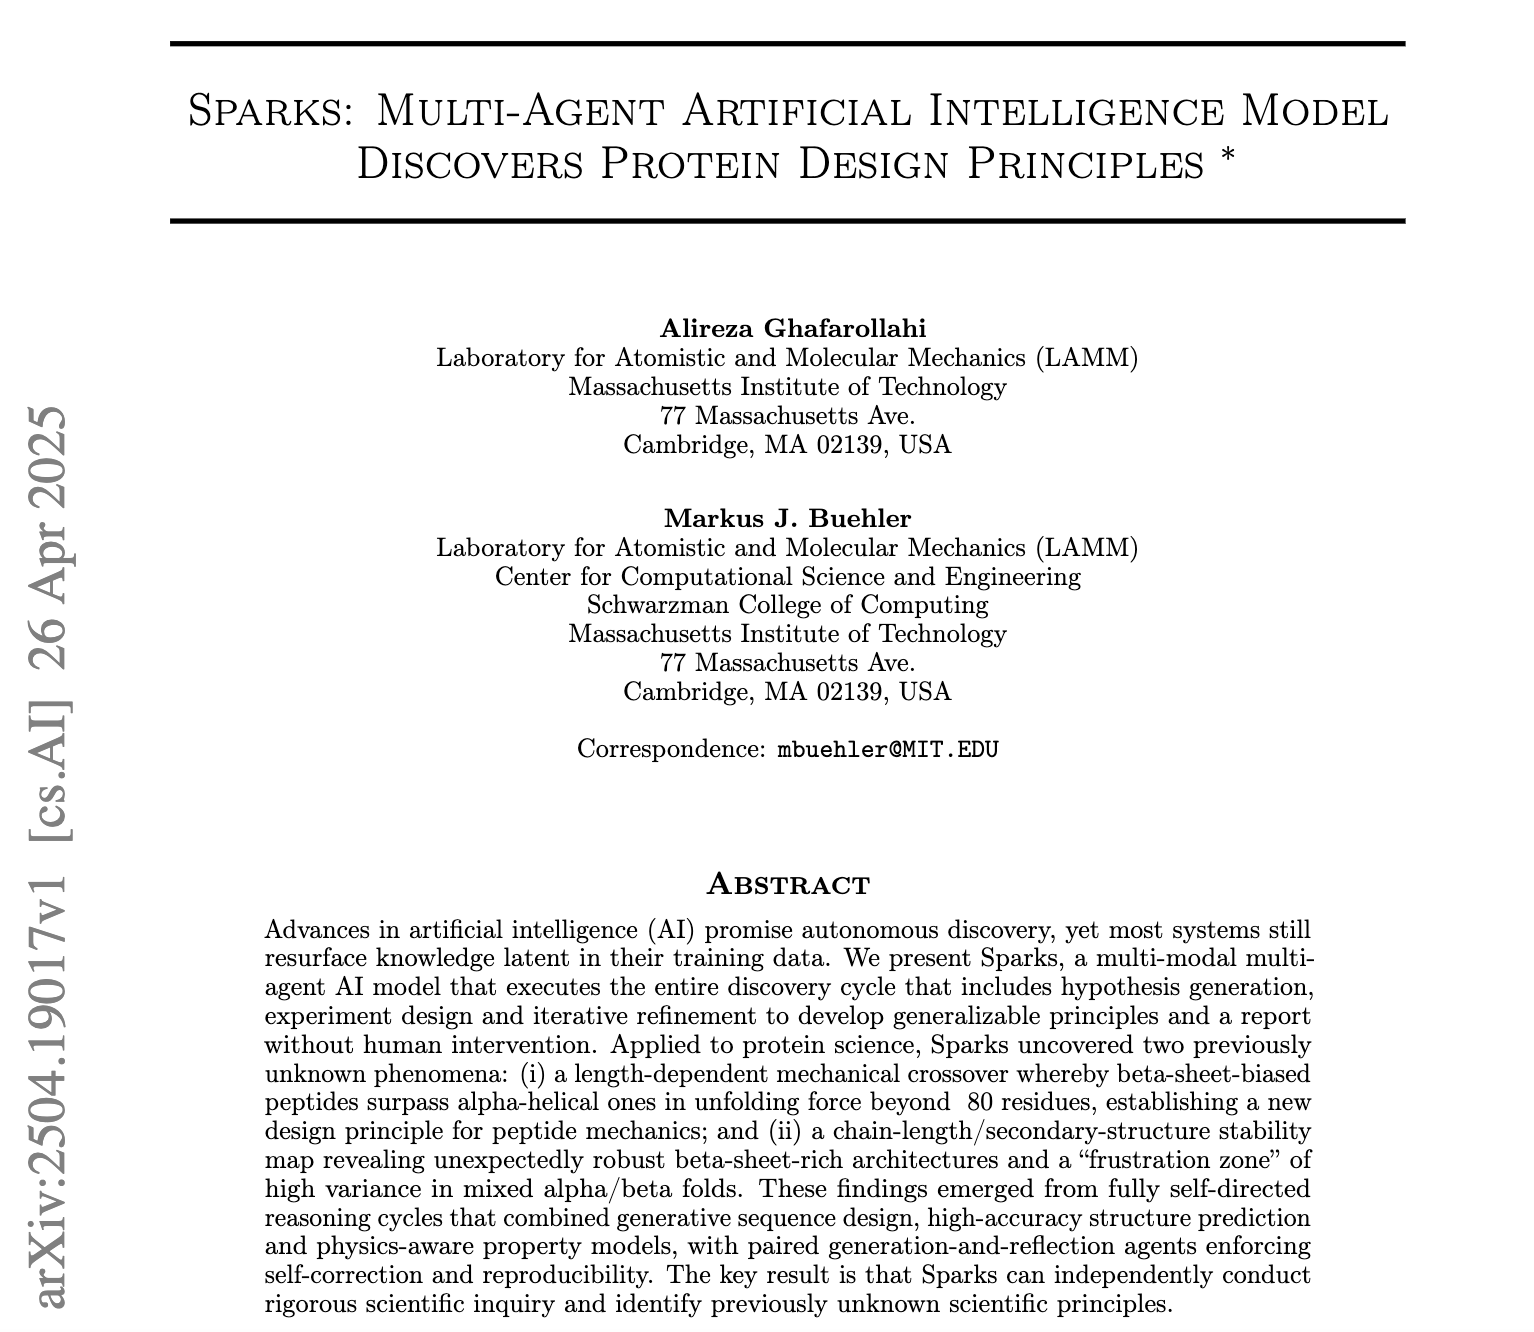 SPARKS: MULTI-AGENT ARTIFICIAL INTELLIGENCE MODEL
DISCOVERS PROTEIN DESIGN PRINCIPLES *
Alireza Ghafarollahi
Laboratory for Atomistic and Molecular Mechanics (LAMM)
Massachusetts Institute of Technology
77 Massachusetts Ave.
Cambridge, MA 02139, USA
Markus J. Buehler
Laboratory for Atomistic and Molecular Mechanics (LAMM)
Center for Computational Science and Engineering
Schwarzman College of Computing
Massachusetts Institute of Technology
77 Massachusetts Ave.
Cambridge, MA 02139, USA
Correspondence: mbuehler@MIT.EDU
ABSTRACT
Advances in artificial intelligence (AI) promise autonomous discovery, yet most systems still
resurface knowledge latent in their training data. We present Sparks, a multi-modal multi-
agent AI model that executes the entire discovery cycle that includes hypothesis generation,
experiment design and iterative refinement to develop generalizable principles and a report
without human intervention. Applied to protein science, Sparks uncovered two previously
unknown phenomena: (i) a length-dependent mechanical crossover whereby beta-sheet-biased
peptides surpass alpha-helical ones in unfolding force beyond 80 residues, establishing a new
design principle for peptide mechanics; and (ii) a chain-length/secondary-structure stability
map revealing unexpectedly robust beta-sheet-rich architectures and a “frustration zone” of
high variance in mixed alpha/beta folds. These findings emerged from fully self-directed
reasoning cycles that combined generative sequence design, high-accuracy structure prediction
and physics-aware property models, with paired generation-and-reflection agents enforcing
self-correction and reproducibility. The key result is that Sparks can independently conduct
rigorous scientific inquiry and identify previously unknown scientific principles.
arXiv:2504.19017v1 [cs.AI] 26 Apr 2025